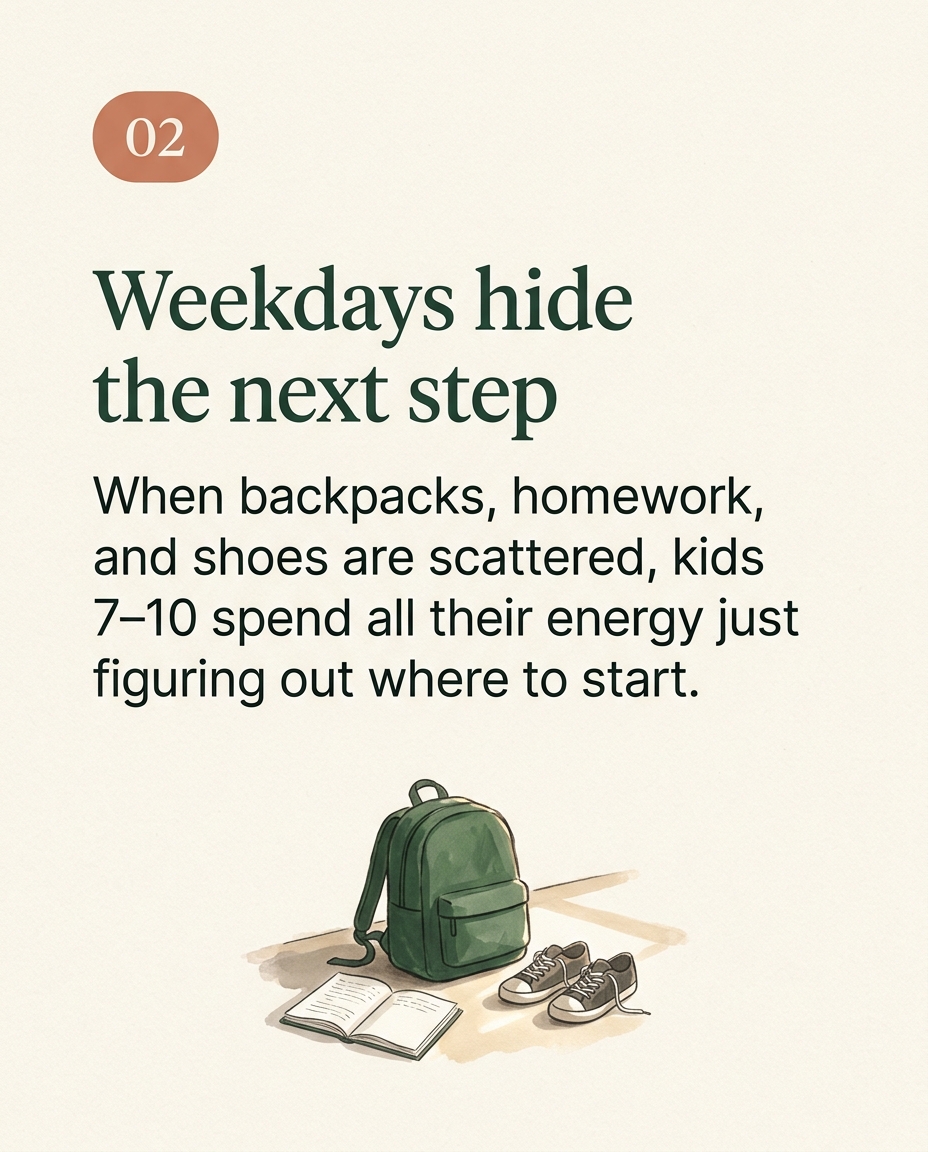 02
Weekdays hide
the next step
When backpacks, homework,
and shoes are scattered, kids
7–10 spend all their energy just
figuring out where to start.